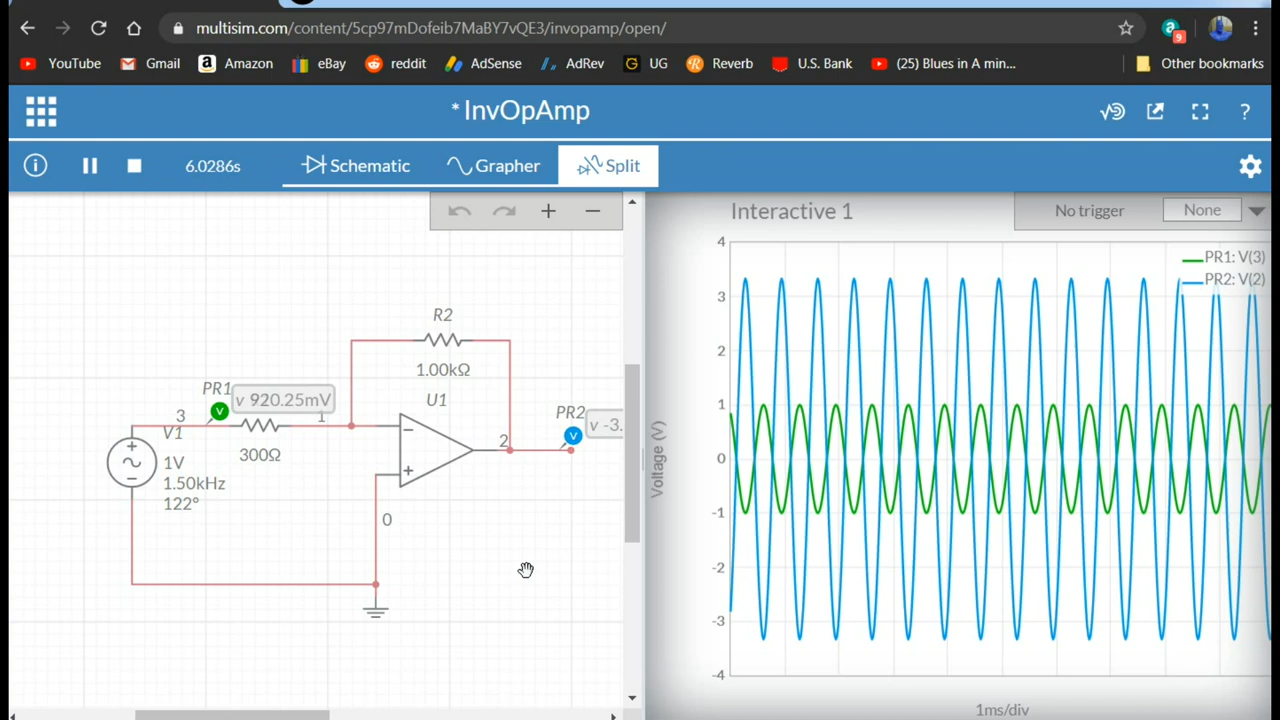 multisim.com/content/5cp97mDofeib7MaBY7vQE3/invopamp/open/
a 9
YouTube Gmail Amazon eBay reddit AdSense AdRev UG Reverb U.S. Bank (25) Blues in A min... Other bookmarks
* InvOpAmp
?
6.0286s Schematic Grapher Split
Interactive 1
No trigger None
PR1: V(3)
PR2: V(2)
R2
1.00kΩ
PR1 v 920.25mV
V
3
1
300Ω
V1
1V
1.50kHz
122°
U1
2
PR2
V
v -3.
0
Voltage (V)
4
3
2
1
0
-1
-2
-3
-4
1ms/div